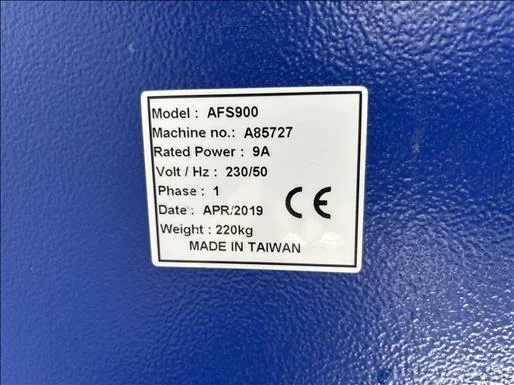 Model : AFS900
Machine no.: A85727
Rated Power : 9A
Volt / Hz : 230/50
Phase : 1
Date : APR/2019
CE
Weight : 220kg
MADE IN TAIWAN